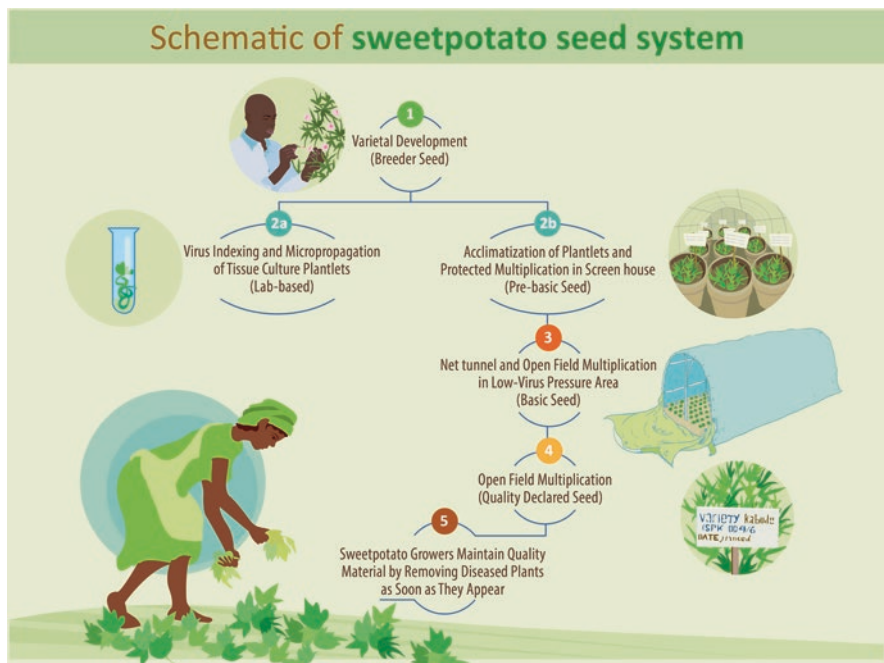 Schematic of sweetpotato seed system
1
Varietal Development
(Breeder Seed)
2a
Virus Indexing and Micropropagation
of Tissue Culture Plantlets
(Lab-based)
2b
Acclimatization of Plantlets and
Protected Multiplication in Screen house
(Pre-basic Seed)
3
Net tunnel and Open Field Multiplication
in Low-Virus Pressure Area
(Basic Seed)
4
Open Field Multiplication
(Quality Declared Seed)
VARIETY kabode
DATE
5
Sweetpotato Growers Maintain Quality
Material by Removing Diseased Plants
as Soon as They Appear